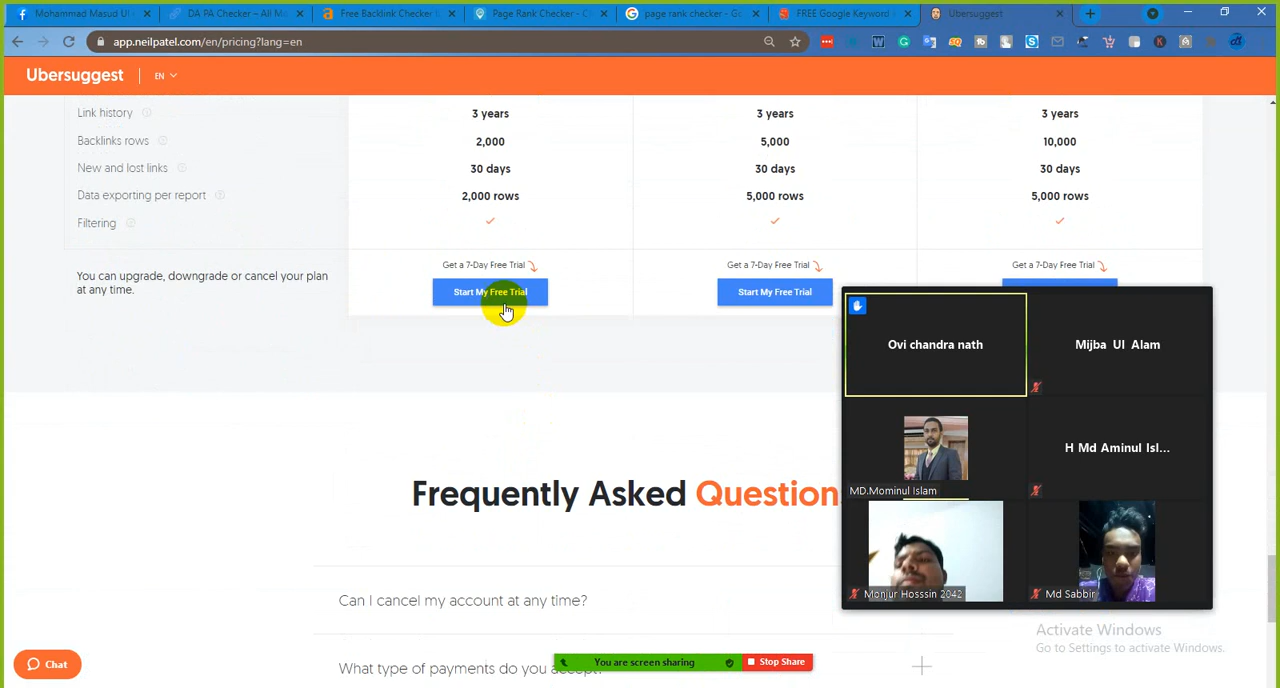 Mohammad Masud Ul
DA PA Checker – All Mo
Free Backlink Checker
Page Rank Checker - C
page rank checker - Go
FREE Google Keyword
Ubersuggest
app.neilpatel.com/en/pricing?lang=en
Ubersuggest
EN
Link history
3 years
3 years
3 years
Backlinks rows
2,000
5,000
10,000
New and lost links
30 days
30 days
30 days
Data exporting per report
2,000 rows
5,000 rows
5,000 rows
Filtering
You can upgrade, downgrade or cancel your plan
at any time.
Get a 7-Day Free Trial
Get a 7-Day Free Trial
Get a 7-Day Free Trial
Start My Free Trial
Start My Free Trial
Ovi chandra nath
Mijba Ul Alam
MD.Mominul Islam
H Md Aminul Isl...
Monjur Hosssin 2042
Md Sabbir
Frequently Asked Question
Can I cancel my account at any time?
What type of payments do you accept?
Activate Windows
Go to Settings to activate Windows.
Chat
You are screen sharing
Stop Share